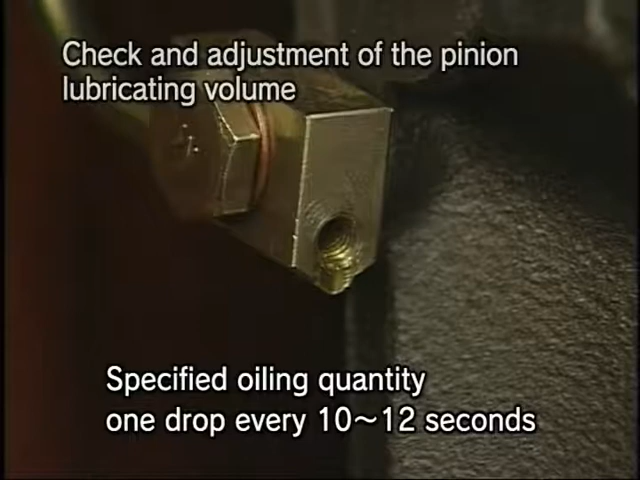 Check and adjustment of the pinion
lubricating volume
Specified oiling quantity
one drop every 10～12 seconds